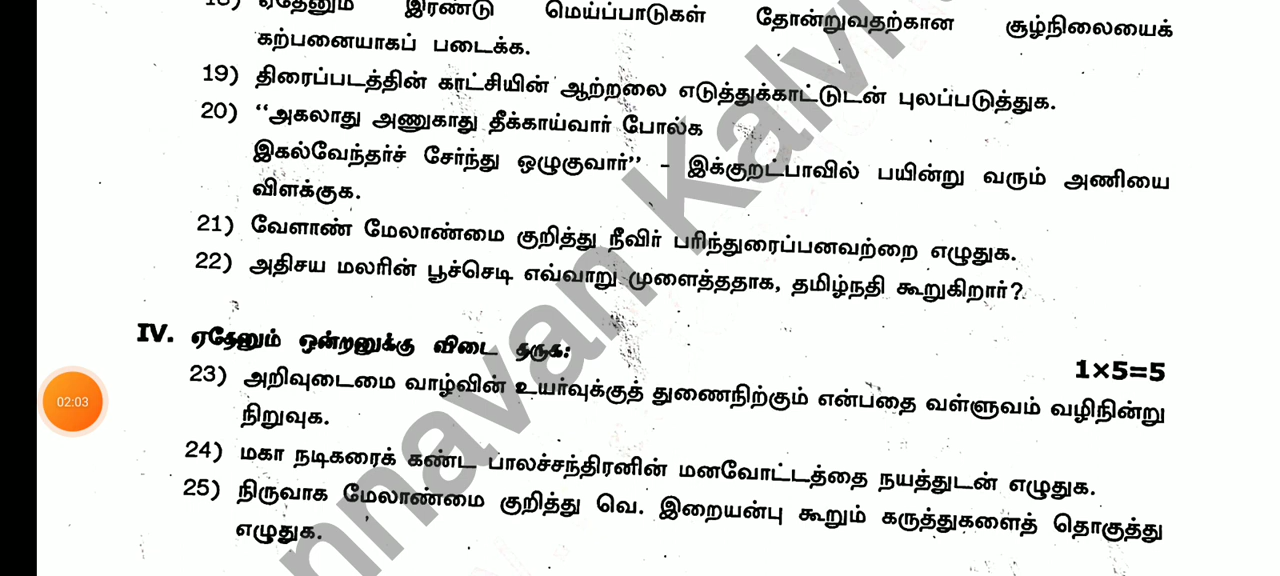 18) ஏதேனும் இரண்டு மெய்ப்பாடுகள் தோன்றுவதற்கான சூழ்நிலையைக்
கற்பனையாகப் படைக்க.
19) திரைப்படத்தின் காட்சியின் ஆற்றலை எடுத்துக்காட்டுடன் புலப்படுத்துக.
20) “அகலாது அணுகாது தீக்காய்வார் போல்க
இகல்வேந்தர்ச் சேர்ந்து ஒழுகுவார்” – இக்குறட்பாவில் பயின்று வரும் அணியை
விளக்குக.
21) வேளாண் மேலாண்மை குறித்து நீவிர் பரிந்துரைப்பனவற்றை எழுதுக.
22) அதிசய மலரின் பூச்செடி எவ்வாறு முளைத்ததாக, தமிழ்நதி கூறுகிறார்?
IV. ஏதேனும் ஒன்றனுக்கு விடை தருக:
1×5=5
23) அறிவுடைமை வாழ்வின் உயர்வுக்குத் துணைநிற்கும் என்பதை வள்ளுவம் வழிநின்று
நிறுவுக.
02:03
24) மகா நடிகரைக் கண்ட பாலச்சந்திரனின் மனவோட்டத்தை நயத்துடன் எழுதுக.
25) நிருவாக மேலாண்மை குறித்து வெ. இறையன்பு கூறும் கருத்துகளைத் தொகுத்து
எழுதுக.
nnavan Kalvi